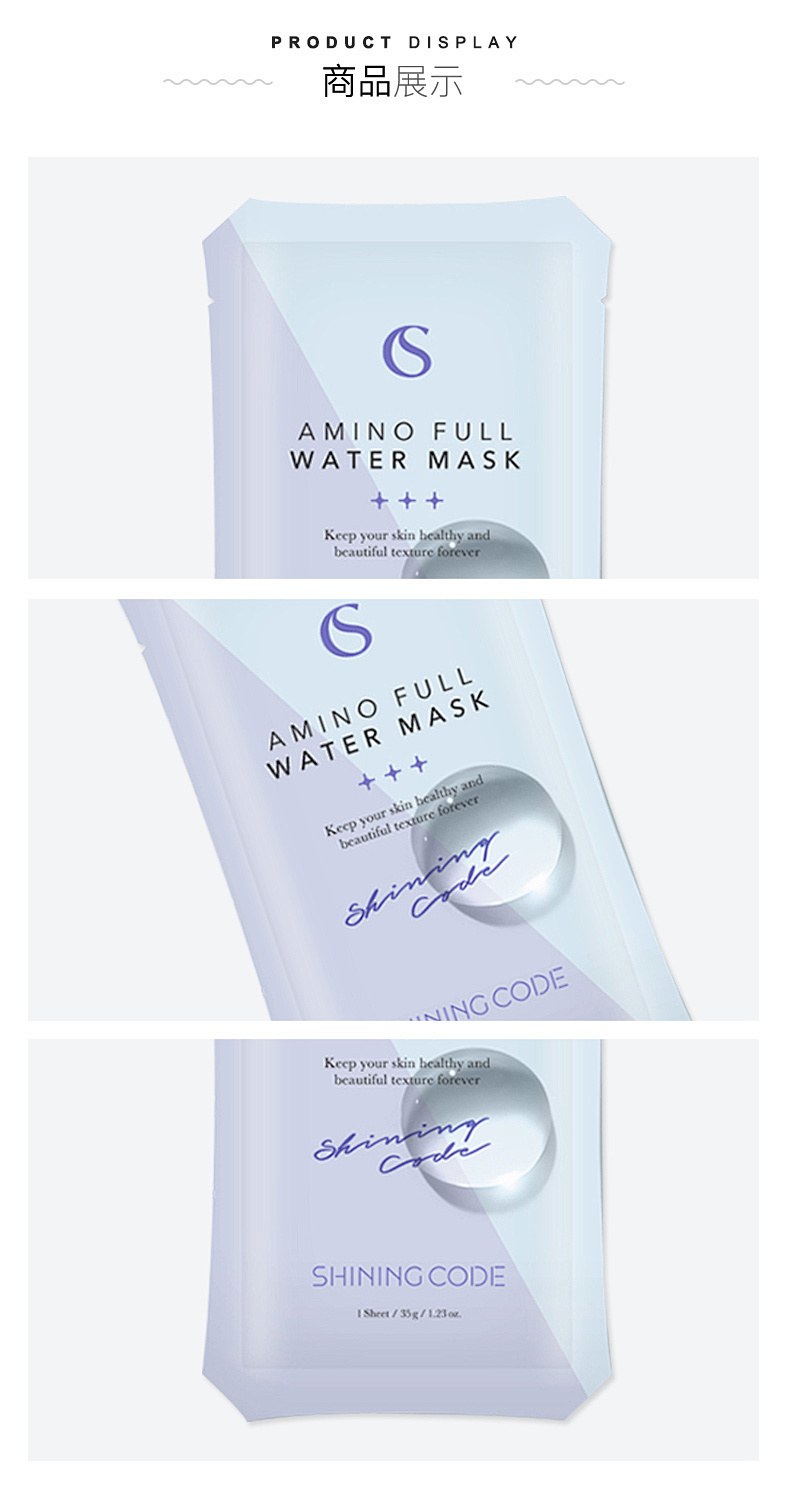 PRODUCT DISPLAY
商品展示
AMINO FULL
WATER MASK
Keep your skin healthy and
beautiful texture forever
AMINO FULL
WATER MASK
Keep your skin healthy and
beautiful texture forever
Shining
Code
INING CODE
Keep your skin healthy and
beautiful texture forever
Shining
Code
SHINING CODE
1 Sheet / 35g / 1.23 oz.